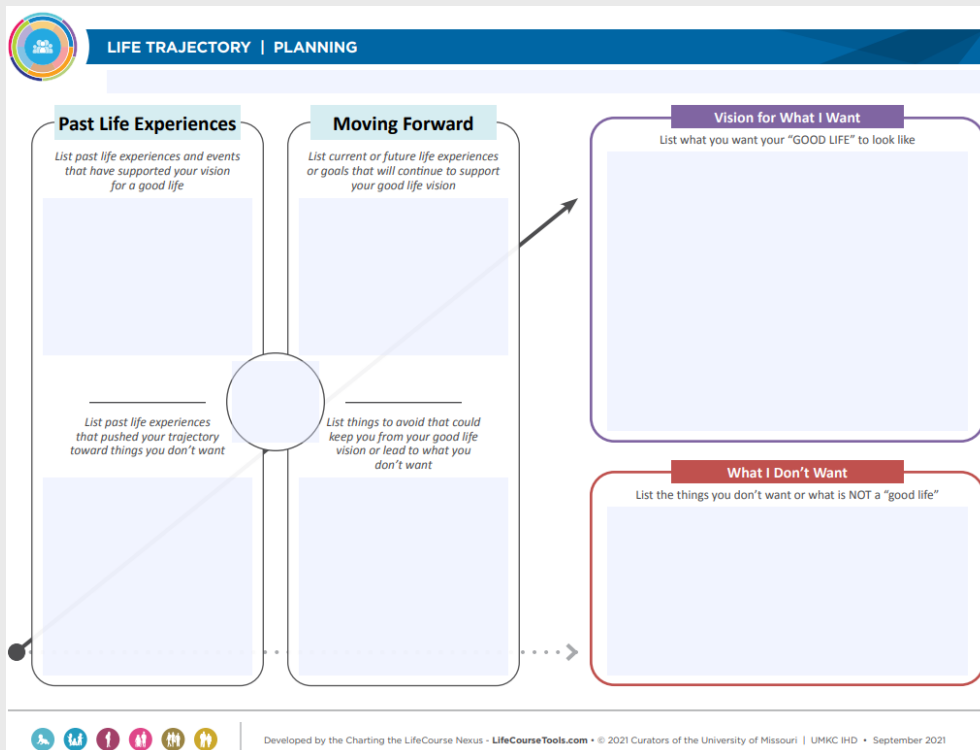 LIFE TRAJECTORY | PLANNING
Past Life Experiences
List past life experiences and events
that have supported your vision
for a good life
List past life experiences
that pushed your trajectory
toward things you don't want
Moving Forward
List current or future life experiences
or goals that will continue to support
your good life vision
List things to avoid that could
keep you from your good life
vision or lead to what you
don't want
Vision for What I Want
List what you want your “GOOD LIFE” to look like
What I Don't Want
List the things you don't want or what is NOT a “good life”
Developed by the Charting the LifeCourse Nexus - LifeCourseTools.com • © 2021 Curators of the University of Missouri | UMKC IHD • September 2021